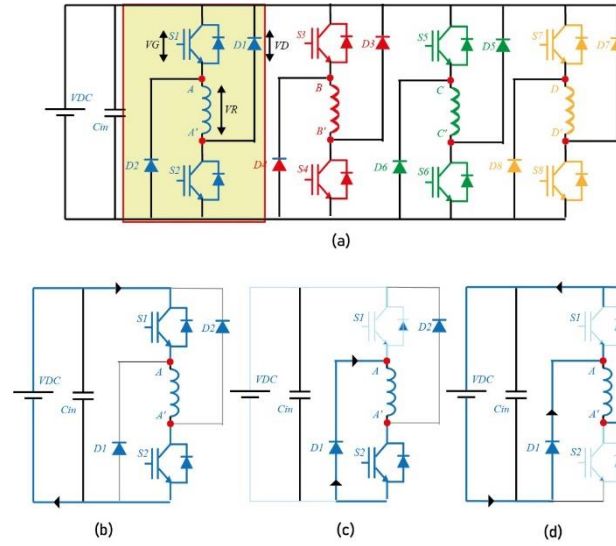 S1 S3 S5 S7
VG D1 VD D3 D5 D7
VDC Cin A B C D
VR
A' B' C' D'
D2 S2 D4 S4 D6 S6 D8 S8
(a)
S1 S1 S1
D2 D2
VDC A VDC A VDC A
Cin A' Cin A' Cin A'
D1 S2 D1 S2 D1 S2
(b) (c) (d)